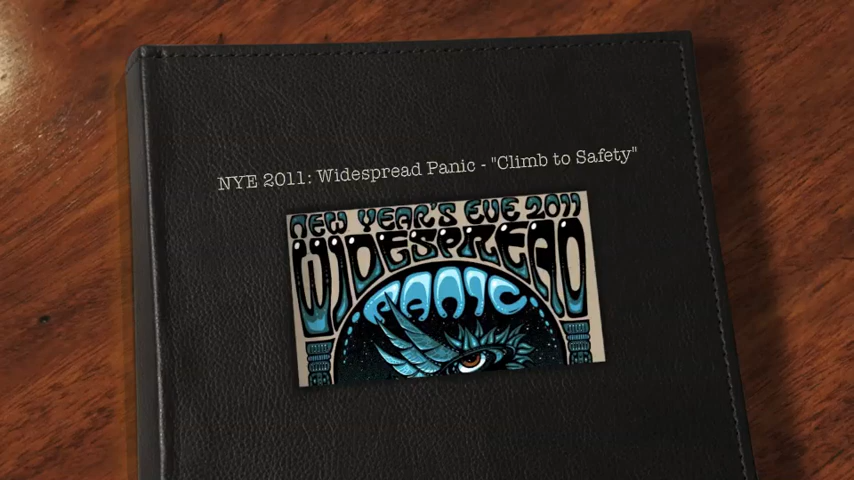 NYE 2011: Widespread Panic - "Climb to Safety"
NEW YEAR'S EVE 2011
WIDESPREAD
PANIC